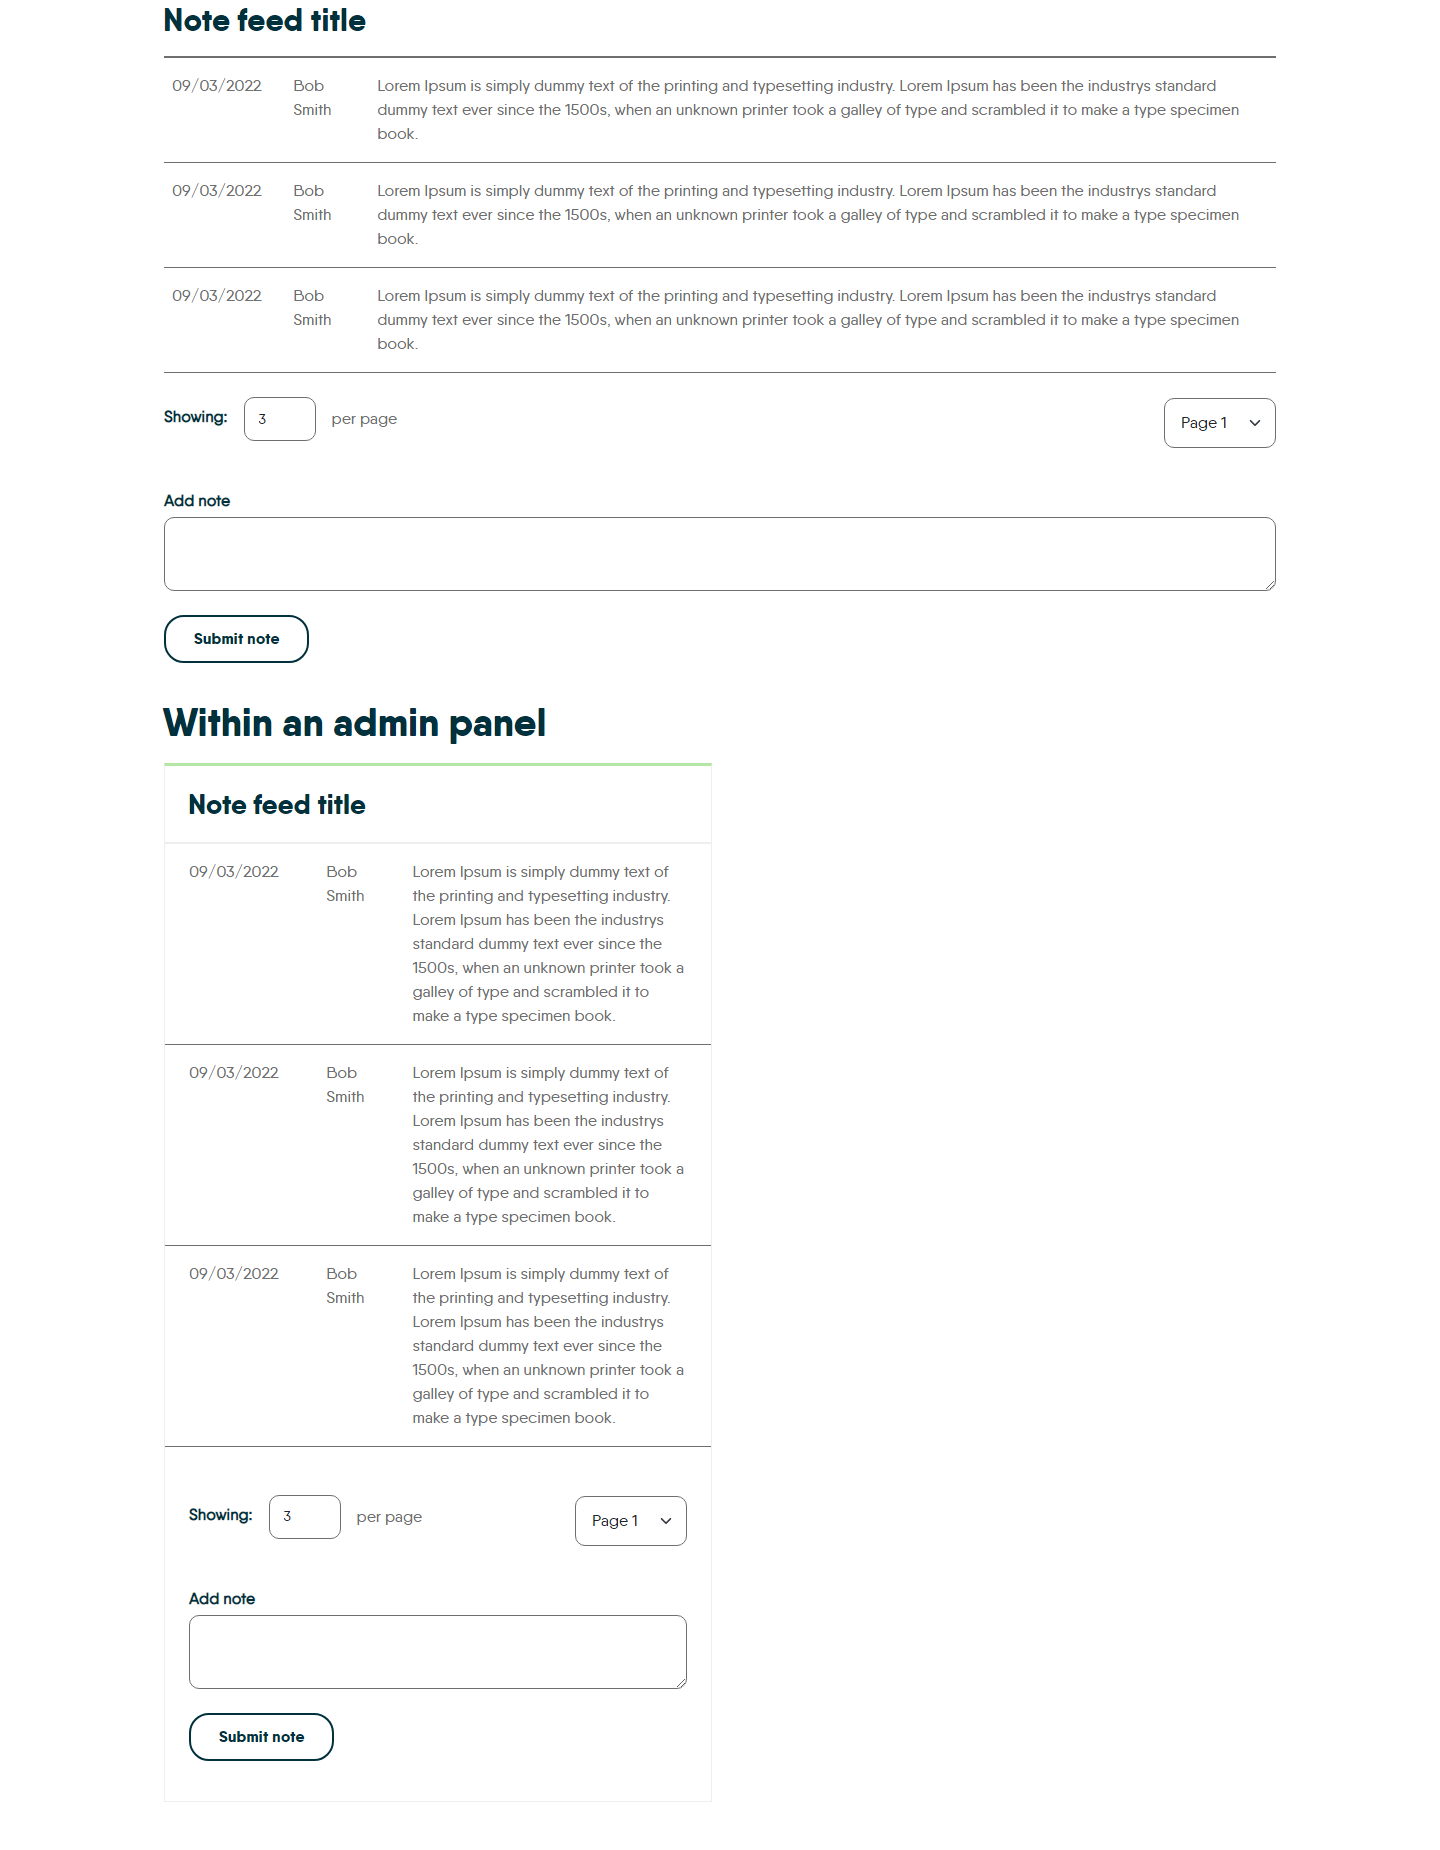 Note feed title
09/03/2022 Bob Lorem Ipsum is simply dummy text of the printing and typesetting industry. Lorem Ipsum has been the industrys standard
Smith dummy text ever since the 1500s, when an unknown printer took a galley of type and scrambled it to make a type specimen
book.
09/03/2022 Bob Lorem Ipsum is simply dummy text of the printing and typesetting industry. Lorem Ipsum has been the industrys standard
Smith dummy text ever since the 1500s, when an unknown printer took a galley of type and scrambled it to make a type specimen
book.
09/03/2022 Bob Lorem Ipsum is simply dummy text of the printing and typesetting industry. Lorem Ipsum has been the industrys standard
Smith dummy text ever since the 1500s, when an unknown printer took a galley of type and scrambled it to make a type specimen
book.
Showing: 3 per page Page 1
Add note
Submit note
Within an admin panel
Note feed title
09/03/2022 Bob Lorem Ipsum is simply dummy text of
Smith the printing and typesetting industry.
Lorem Ipsum has been the industrys
standard dummy text ever since the
1500s, when an unknown printer took a
galley of type and scrambled it to
make a type specimen book.
09/03/2022 Bob Lorem Ipsum is simply dummy text of
Smith the printing and typesetting industry.
Lorem Ipsum has been the industrys
standard dummy text ever since the
1500s, when an unknown printer took a
galley of type and scrambled it to
make a type specimen book.
09/03/2022 Bob Lorem Ipsum is simply dummy text of
Smith the printing and typesetting industry.
Lorem Ipsum has been the industrys
standard dummy text ever since the
1500s, when an unknown printer took a
galley of type and scrambled it to
make a type specimen book.
Showing: 3 per page Page 1
Add note
Submit note